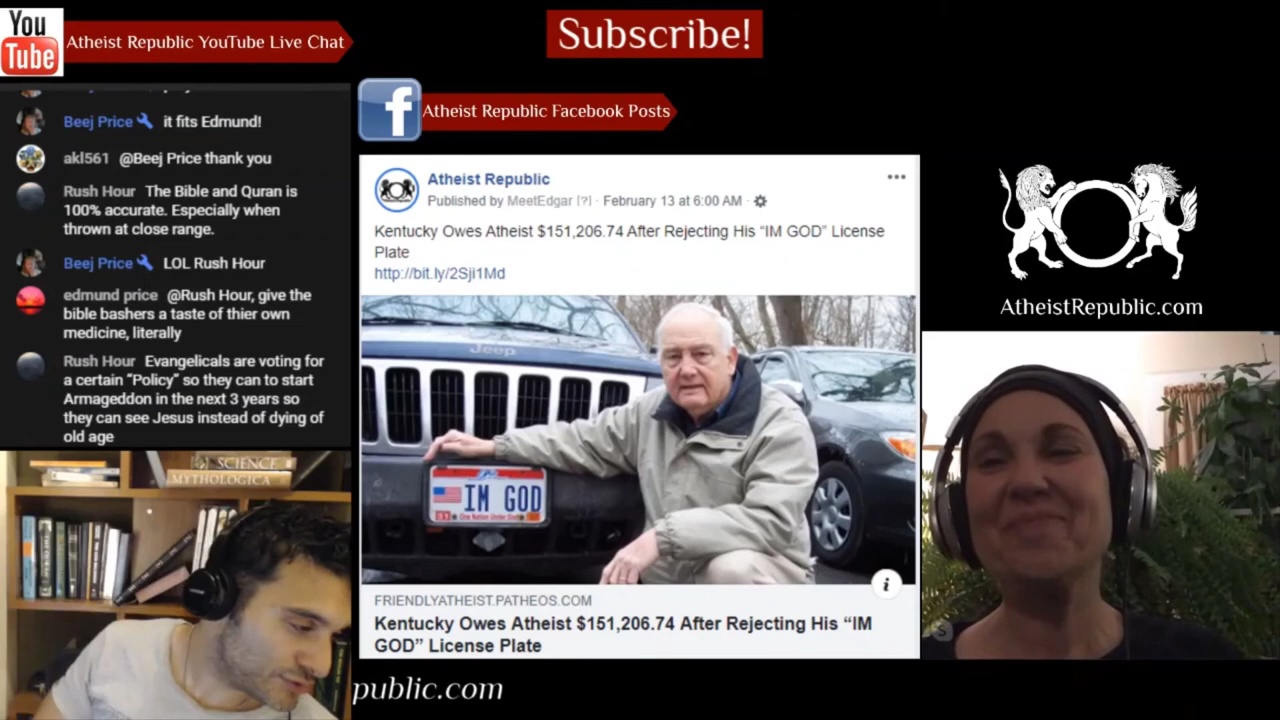 You
Tube
Atheist Republic YouTube Live Chat
Subscribe!
Beej Price it fits Edmund!
akl561 @Beej Price thank you
Rush Hour The Bible and Quran is
100% accurate. Especially when
thrown at close range.
Beej Price LOL Rush Hour
edmund price @Rush Hour, give the
bible bashers a taste of thier own
medicine, literally
Rush Hour Evangelicals are voting for
a certain “Policy” so they can to start
Armageddon in the next 3 years so
they can see Jesus instead of dying of
old age
f
Atheist Republic Facebook Posts
Atheist Republic
Published by MeetEdgar [?] · February 13 at 6:00 AM ·
Kentucky Owes Atheist $151,206.74 After Rejecting His “IM GOD” License
Plate
http://bit.ly/2Sji1Md
Jeep
IM GOD
One Nation Under God
i
FRIENDLYATHEIST.PATHEOS.COM
Kentucky Owes Atheist $151,206.74 After Rejecting His “IM
GOD” License Plate
AtheistRepublic.com
SCIENCE
MYTHOLOGICA
S
public.com